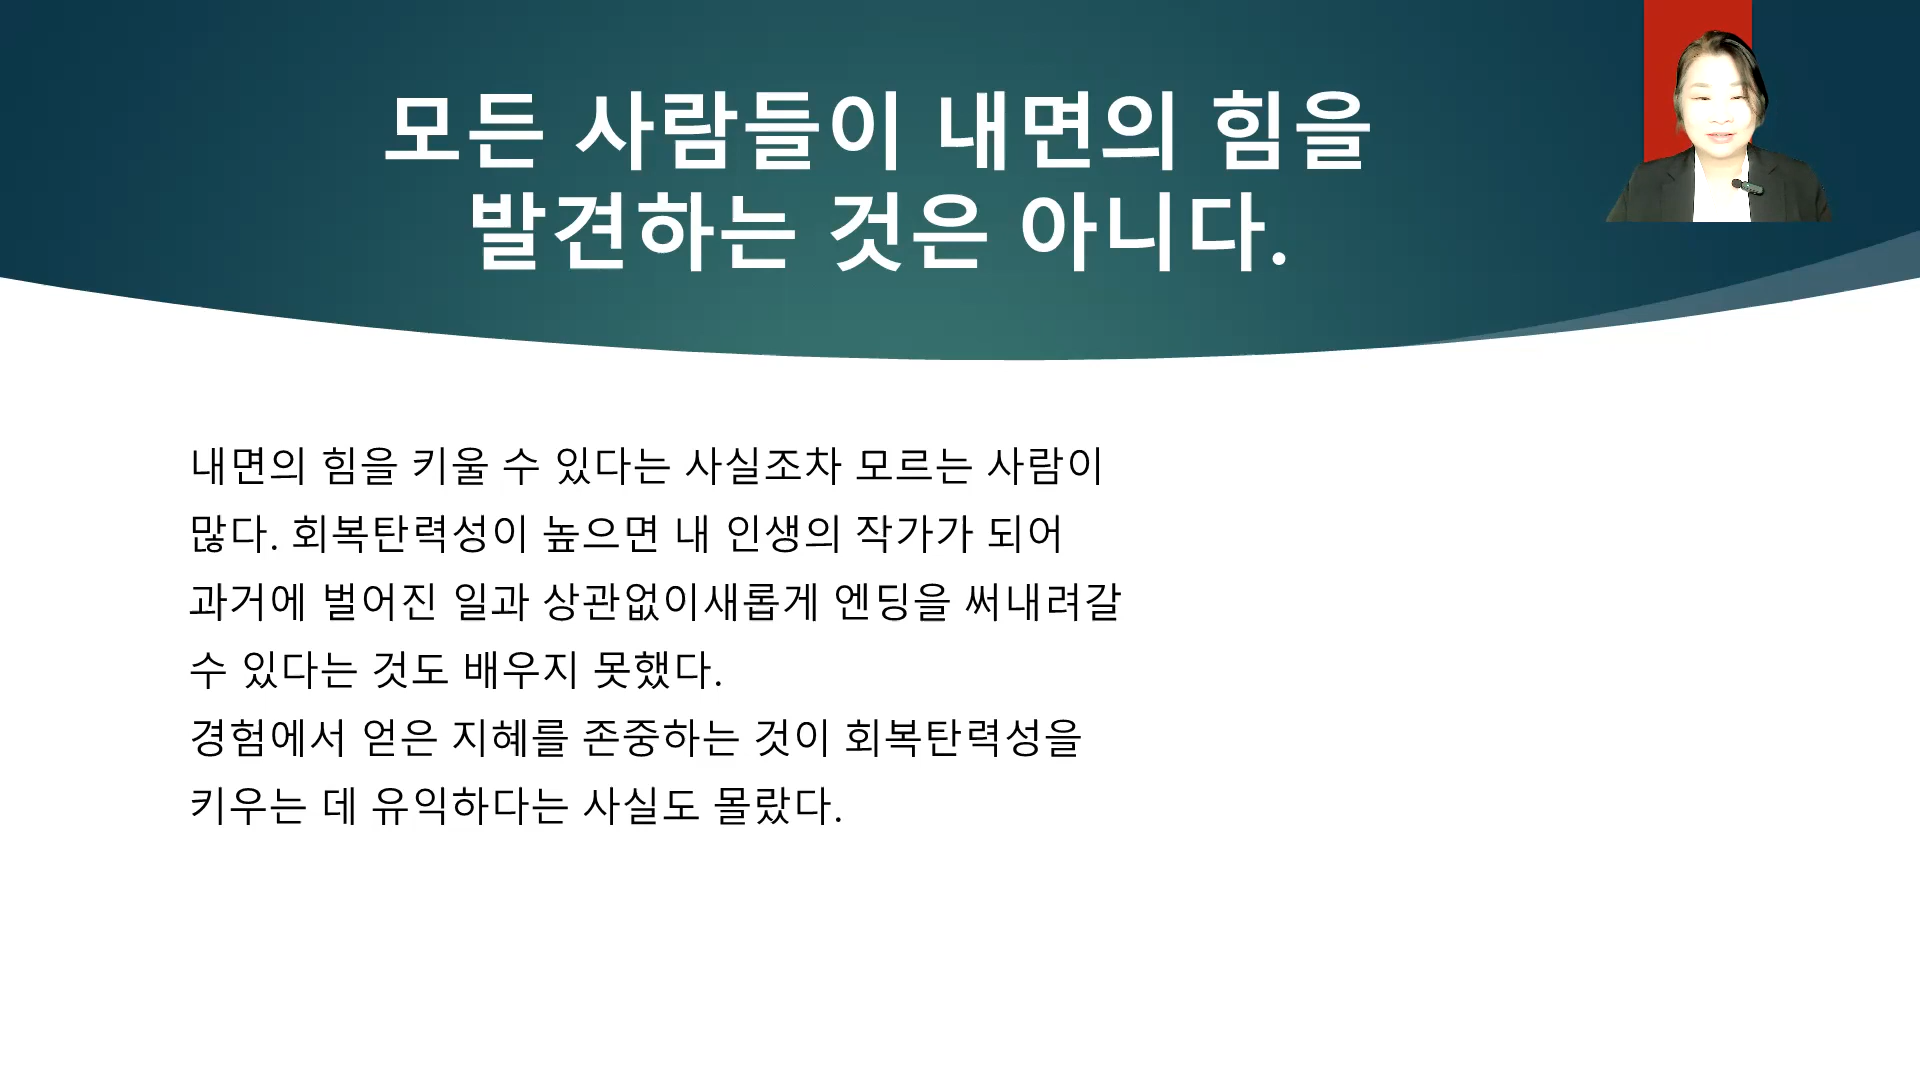 모든 사람들이 내면의 힘을
발견하는 것은 아니다.
내면의 힘을 키울 수 있다는 사실조차 모르는 사람이
많다. 회복탄력성이 높으면 내 인생의 작가가 되어
과거에 벌어진 일과 상관없이새롭게 엔딩을 써내려갈
수 있다는 것도 배우지 못했다.
경험에서 얻은 지혜를 존중하는 것이 회복탄력성을
키우는 데 유익하다는 사실도 몰랐다.